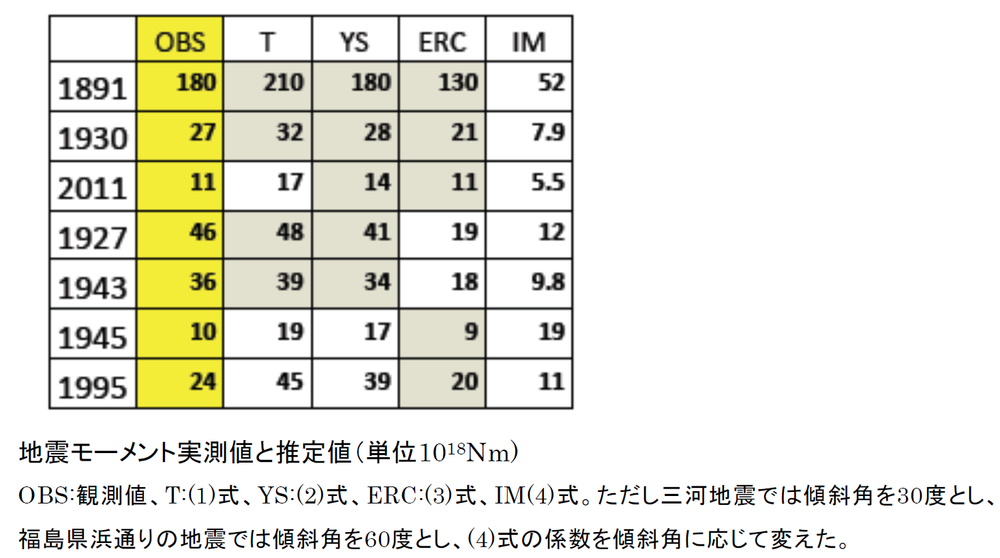 OBS T YS ERC IM
1891 180 210 180 130 52
1930 27 32 28 21 7.9
2011 11 17 14 11 5.5
1927 46 48 41 19 12
1943 36 39 34 18 9.8
1945 10 19 17 9 19
1995 24 45 39 20 11
地震モーメント実測値と推定値(単位10¹⁸Nm)
OBS:観測値、T:(1)式、YS:(2)式、ERC:(3)式、IM(4)式。ただし三河地震では傾斜角を30度とし、
福島県浜通りの地震では傾斜角を60度とし、(4)式の係数を傾斜角に応じて変えた。